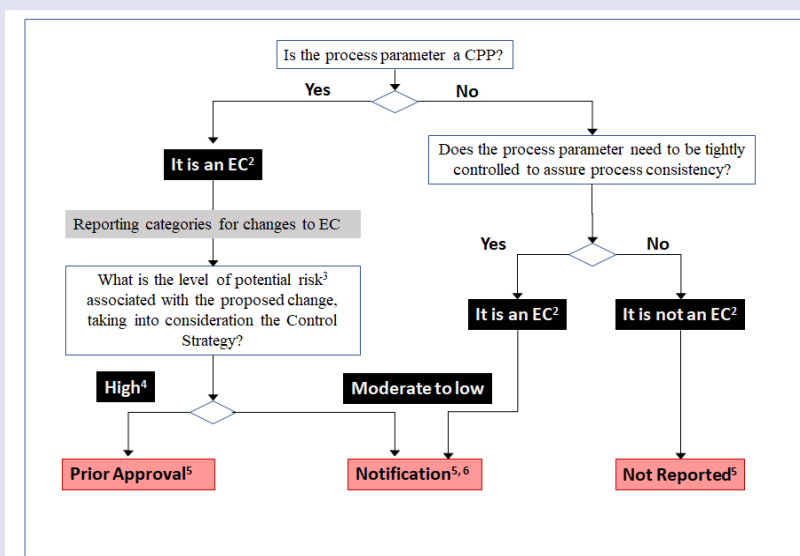 Is the process parameter a CPP?
Yes
No
It is an EC²
Does the process parameter need to be tightly
controlled to assure process consistency?
Reporting categories for changes to EC
What is the level of potential risk³
associated with the proposed change,
taking into consideration the Control
Strategy?
Yes
No
It is an EC²
It is not an EC²
High⁴
Moderate to low
Prior Approval⁵
Notification⁵,⁶
Not Reported⁵